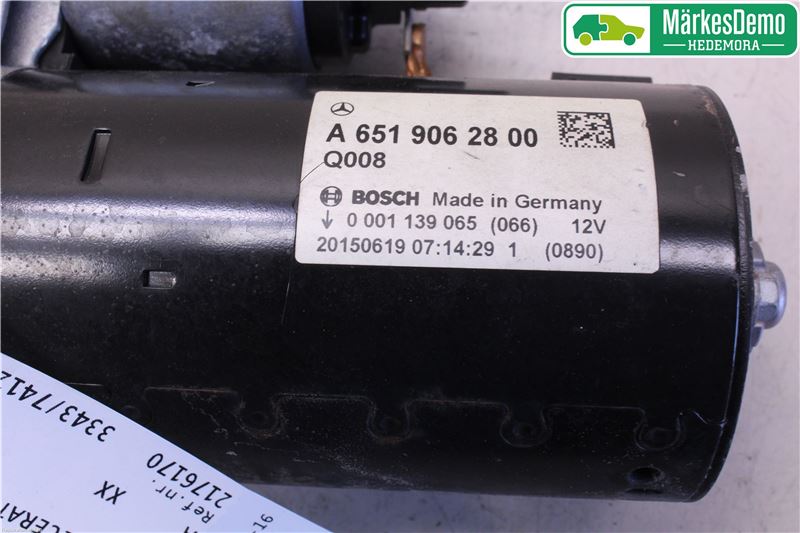 MärkesDemo
HEDEMORA
A 651 906 28 00
Q008
BOSCH Made in Germany
0 001 139 065 (066) 12V
20150619 07:14:29 1 (0890)
3343/7412
XX
Ref.nr.
2176170